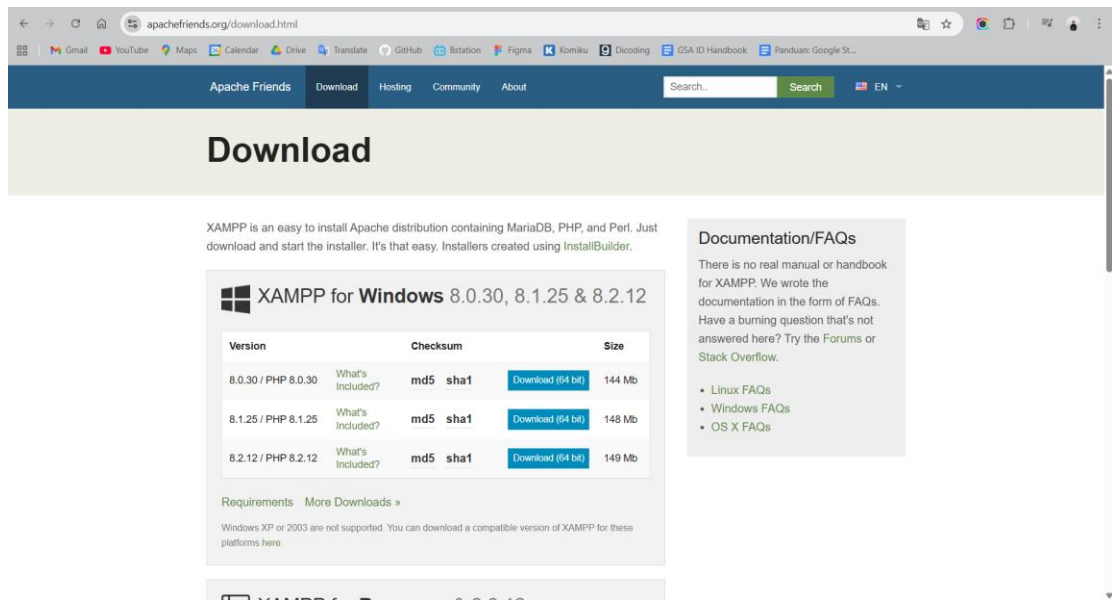 apachefriends.org/download.html
Gmail YouTube Maps Calendar Drive Translate GitHub Bstation Figma Komiku Dicoding GSA ID Handbook Panduan: Google St...
Apache Friends Download Hosting Community About Search.. Search EN
Download
XAMPP is an easy to install Apache distribution containing MariaDB, PHP, and Perl. Just
download and start the installer. It's that easy. Installers created using InstallBuilder.
XAMPP for Windows 8.0.30, 8.1.25 & 8.2.12
Version Checksum Size
8.0.30 / PHP 8.0.30 What's Included? md5 sha1 Download (64 bit) 144 Mb
8.1.25 / PHP 8.1.25 What's Included? md5 sha1 Download (64 bit) 148 Mb
8.2.12 / PHP 8.2.12 What's Included? md5 sha1 Download (64 bit) 149 Mb
Requirements More Downloads »
Windows XP or 2003 are not supported. You can download a compatible version of XAMPP for these
platforms here.
Documentation/FAQs
There is no real manual or handbook
for XAMPP. We wrote the
documentation in the form of FAQs.
Have a burning question that's not
answered here? Try the Forums or
Stack Overflow.
• Linux FAQs
• Windows FAQs
• OS X FAQs